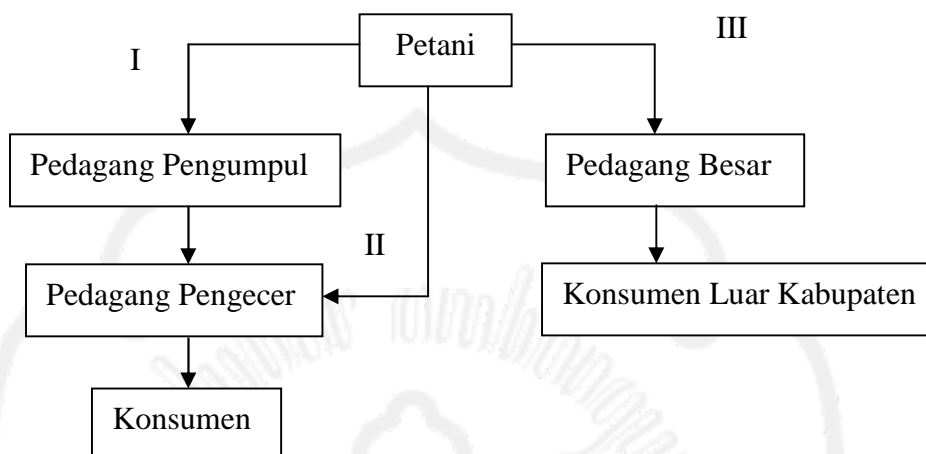 Petani
I
III
Pedagang Pengumpul
Pedagang Besar
II
Pedagang Pengecer
Konsumen Luar Kabupaten
Konsumen